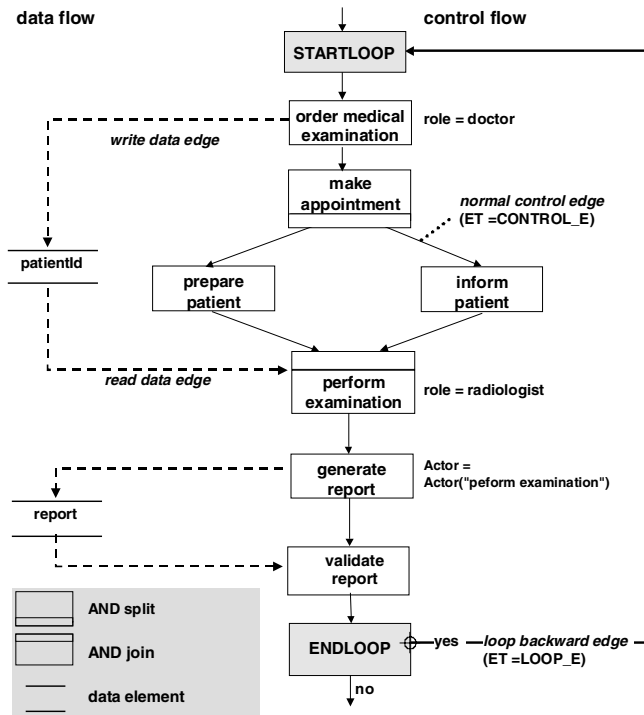 data flow
control flow
STARTLOOP
order medical
examination
role = doctor
write data edge
make
appointment
normal control edge
(ET =CONTROL_E)
patientId
prepare
patient
inform
patient
read data edge
perform
examination
role = radiologist
generate
report
Actor =
Actor("peform examination")
report
validate
report
AND split
AND join
data element
ENDLOOP
yes
loop backward edge
(ET =LOOP_E)
no